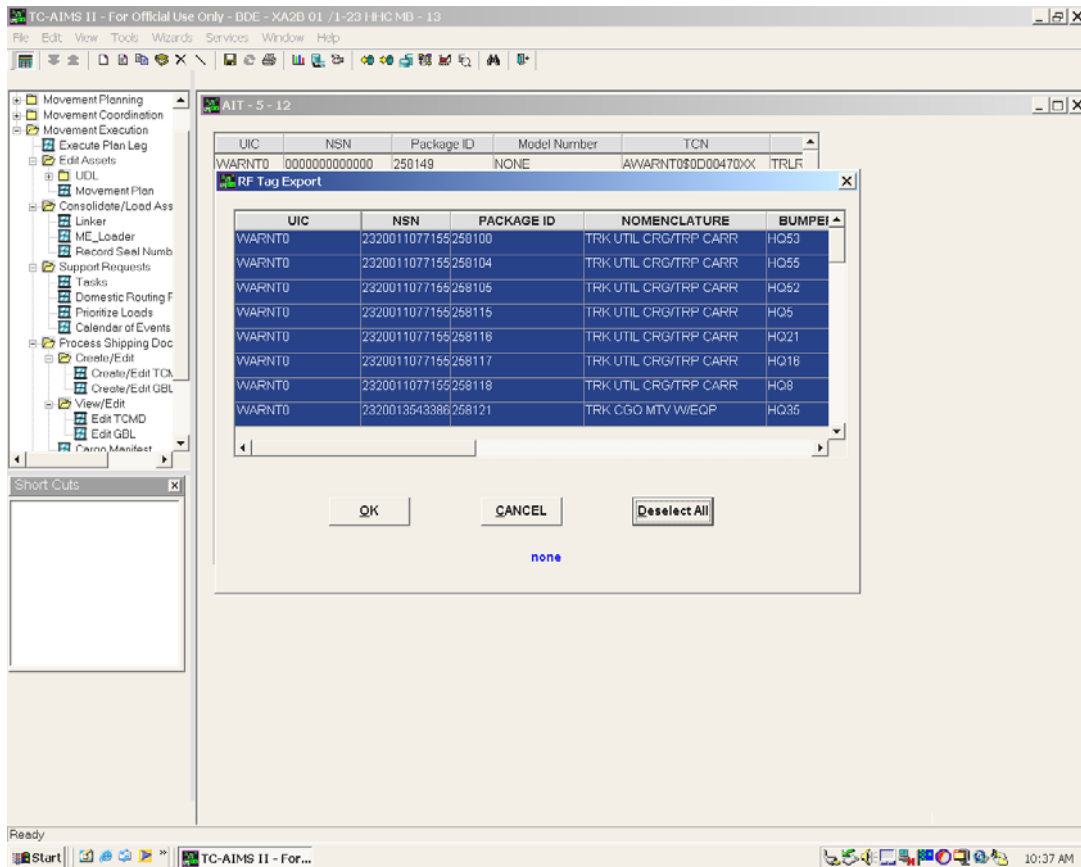 TC-AIMS II - For Official Use Only - BDE - XA2B 01 /1-23 HHC MB - 13
File Edit View Tools Wizards Services Window Help
Movement Planning
Movement Coordination
Movement Execution
Execute Plan Leg
Edit Assets
UDL
Movement Plan
Consolidate/Load Ass
Linker
ME_Loader
Record Seal Numb
Support Requests
Tasks
Domestic Routing F
Prioritize Loads
Calendar of Events
Process Shipping Doc
Create/Edit
Create/Edit TCM
Create/Edit GBL
View/Edit
Edit TCMD
Edit GBL
Cargo Manifest
Short Cuts
AIT - 5 - 12
UIC NSN Package ID Model Number TCN
WARNT0 0000000000000 258149 NONE AWARNT0$0D00470XX TRLR
RF Tag Export
UIC NSN PACKAGE ID NOMENCLATURE BUMPER
WARNT0 2320011077155 258100 TRK UTIL CRG/TRP CARR HQ53
WARNT0 2320011077155 258104 TRK UTIL CRG/TRP CARR HQ55
WARNT0 2320011077155 258105 TRK UTIL CRG/TRP CARR HQ52
WARNT0 2320011077155 258115 TRK UTIL CRG/TRP CARR HQ5
WARNT0 2320011077155 258116 TRK UTIL CRG/TRP CARR HQ21
WARNT0 2320011077155 258117 TRK UTIL CRG/TRP CARR HQ16
WARNT0 2320011077155 258118 TRK UTIL CRG/TRP CARR HQ8
WARNT0 2320013543386 258121 TRK CGO MTV W/EQP HQ35
OK CANCEL Deselect All
none
Ready
Start TC-AIMS II - For... 10:37 AM